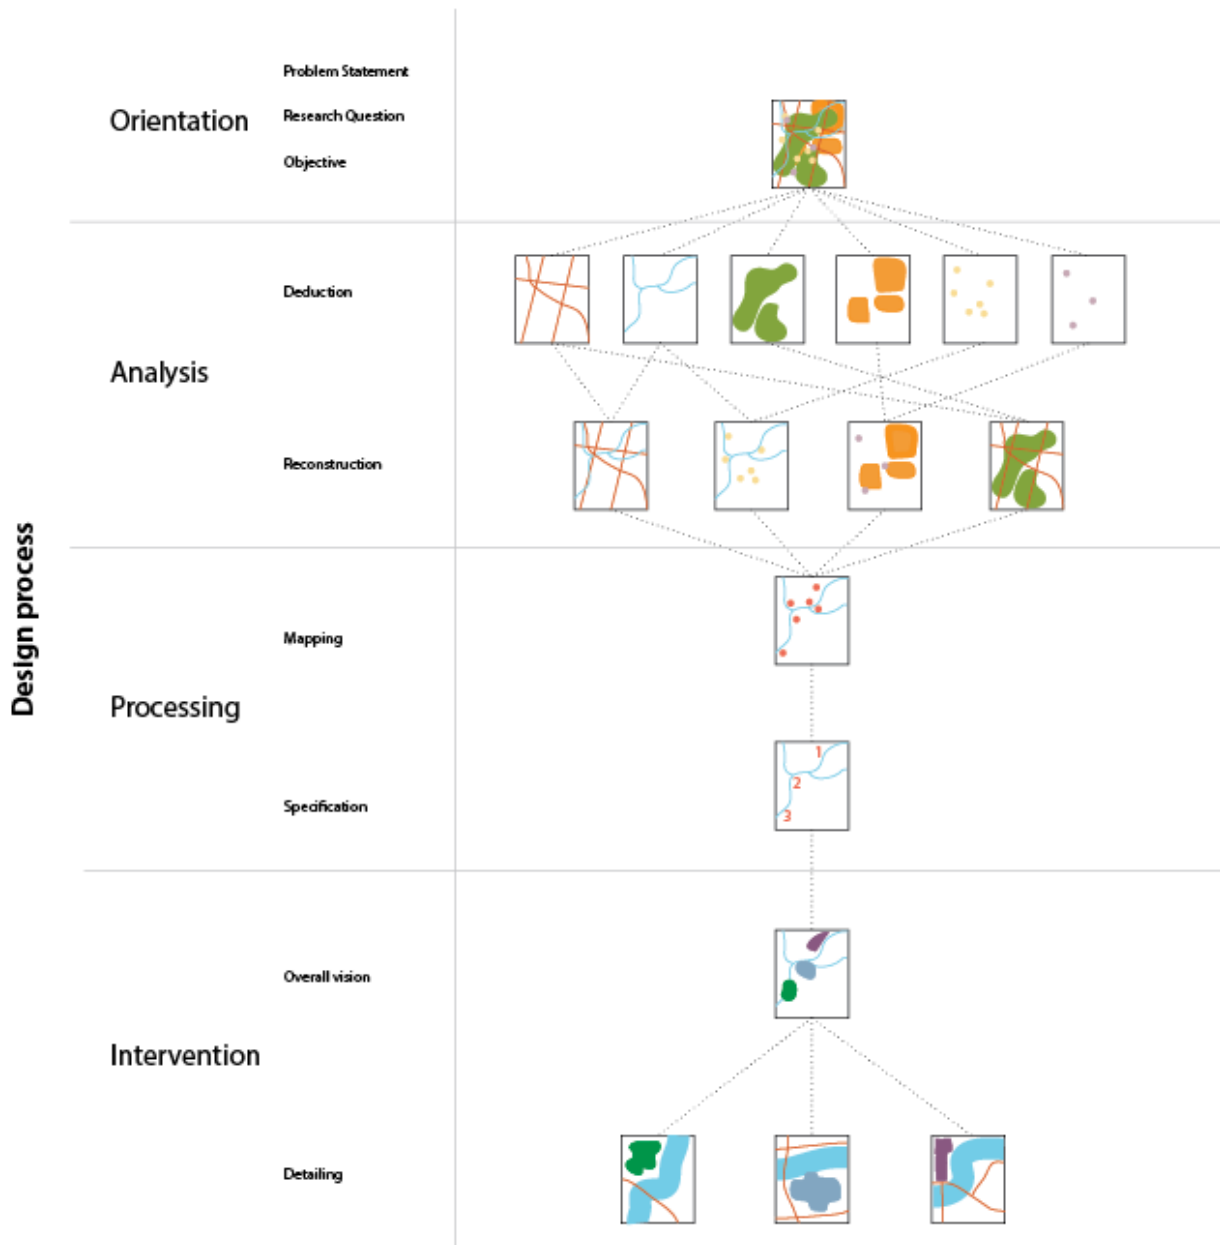 Design process
Orientation
Problem Statement
Research Question
Objective
Analysis
Deduction
Reconstruction
Processing
Mapping
Specification
1
2
3
Intervention
Overall vision
Detailing